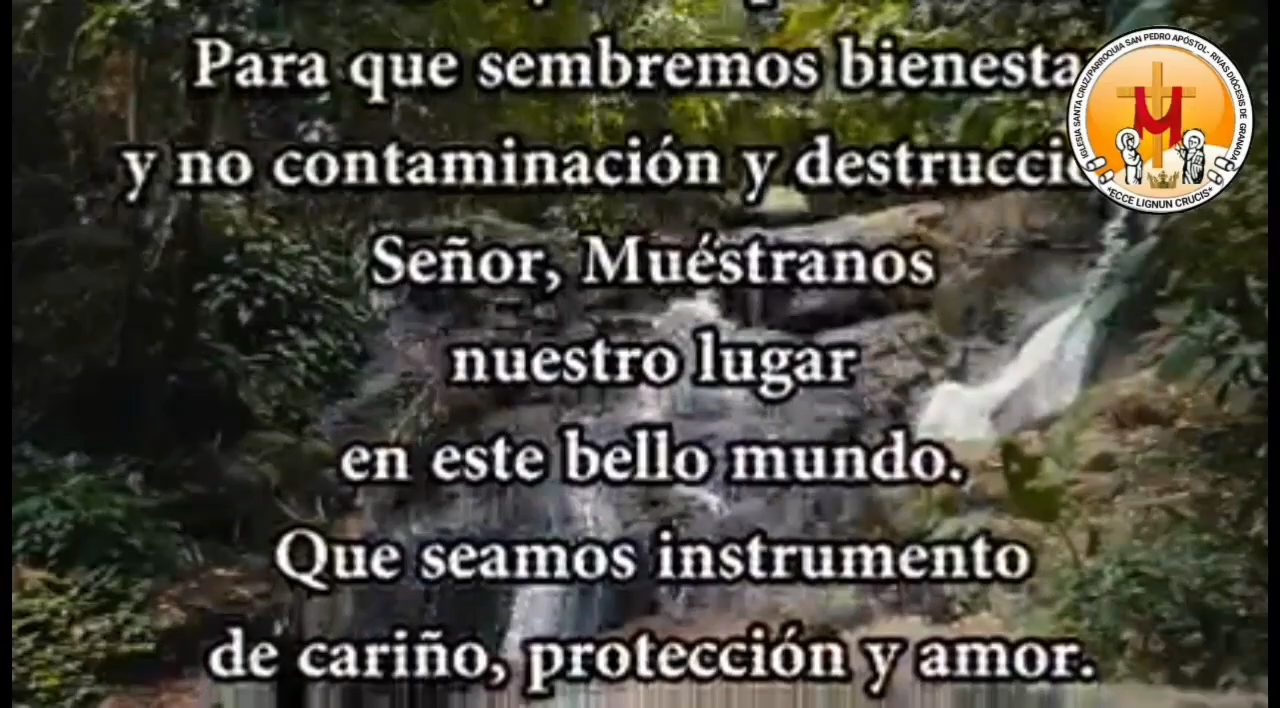 Para que sembremos bienesta
y no contaminación y destrucci
Señor, Muéstranos
nuestro lugar
en este bello mundo.
Que seamos instrumento
de cariño, protección y amor.
IGLESIA SANTA CRUZ/PARROQUIA SAN PEDRO APÓSTOL- RIVAS DIÓCESIS DE GRANADA
*ECCE LIGNUN CRUCIS*